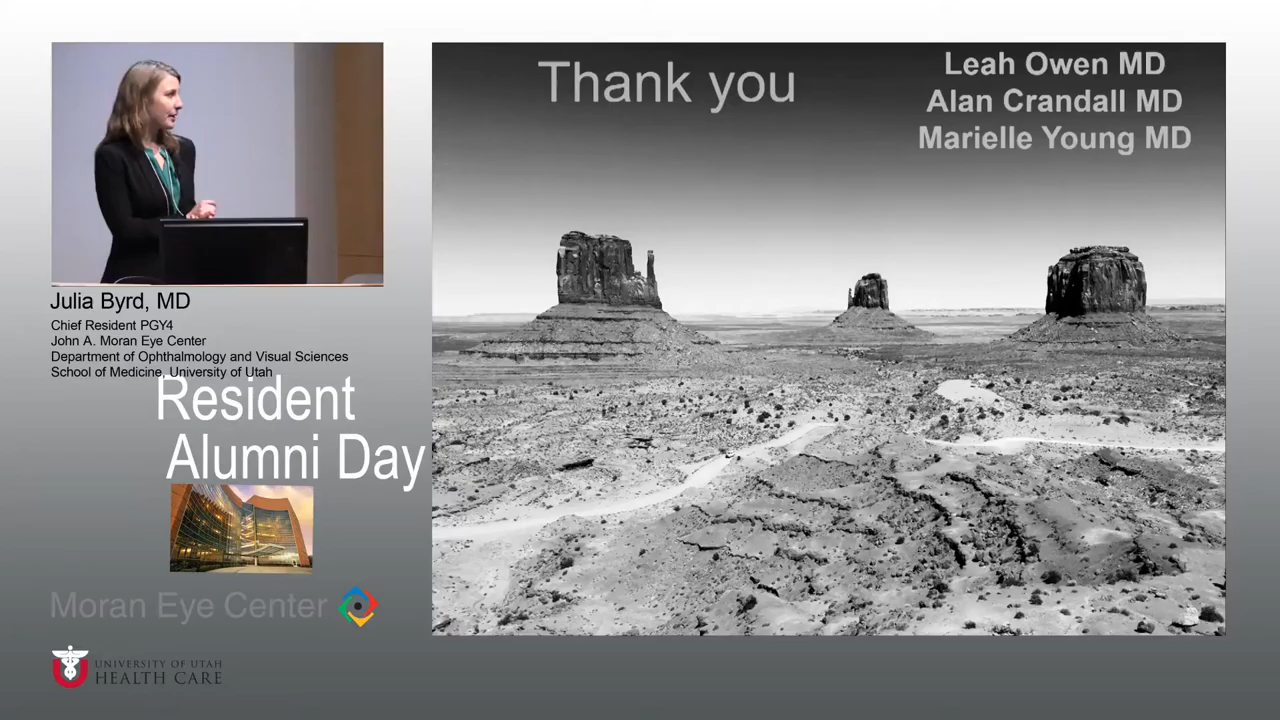 Thank you
Leah Owen MD
Alan Crandall MD
Marielle Young MD
Julia Byrd, MD
Chief Resident PGY4
John A. Moran Eye Center
Department of Ophthalmology and Visual Sciences
School of Medicine, University of Utah
Resident
Alumni Day
Moran Eye Center
UNIVERSITY OF UTAH
HEALTH CARE